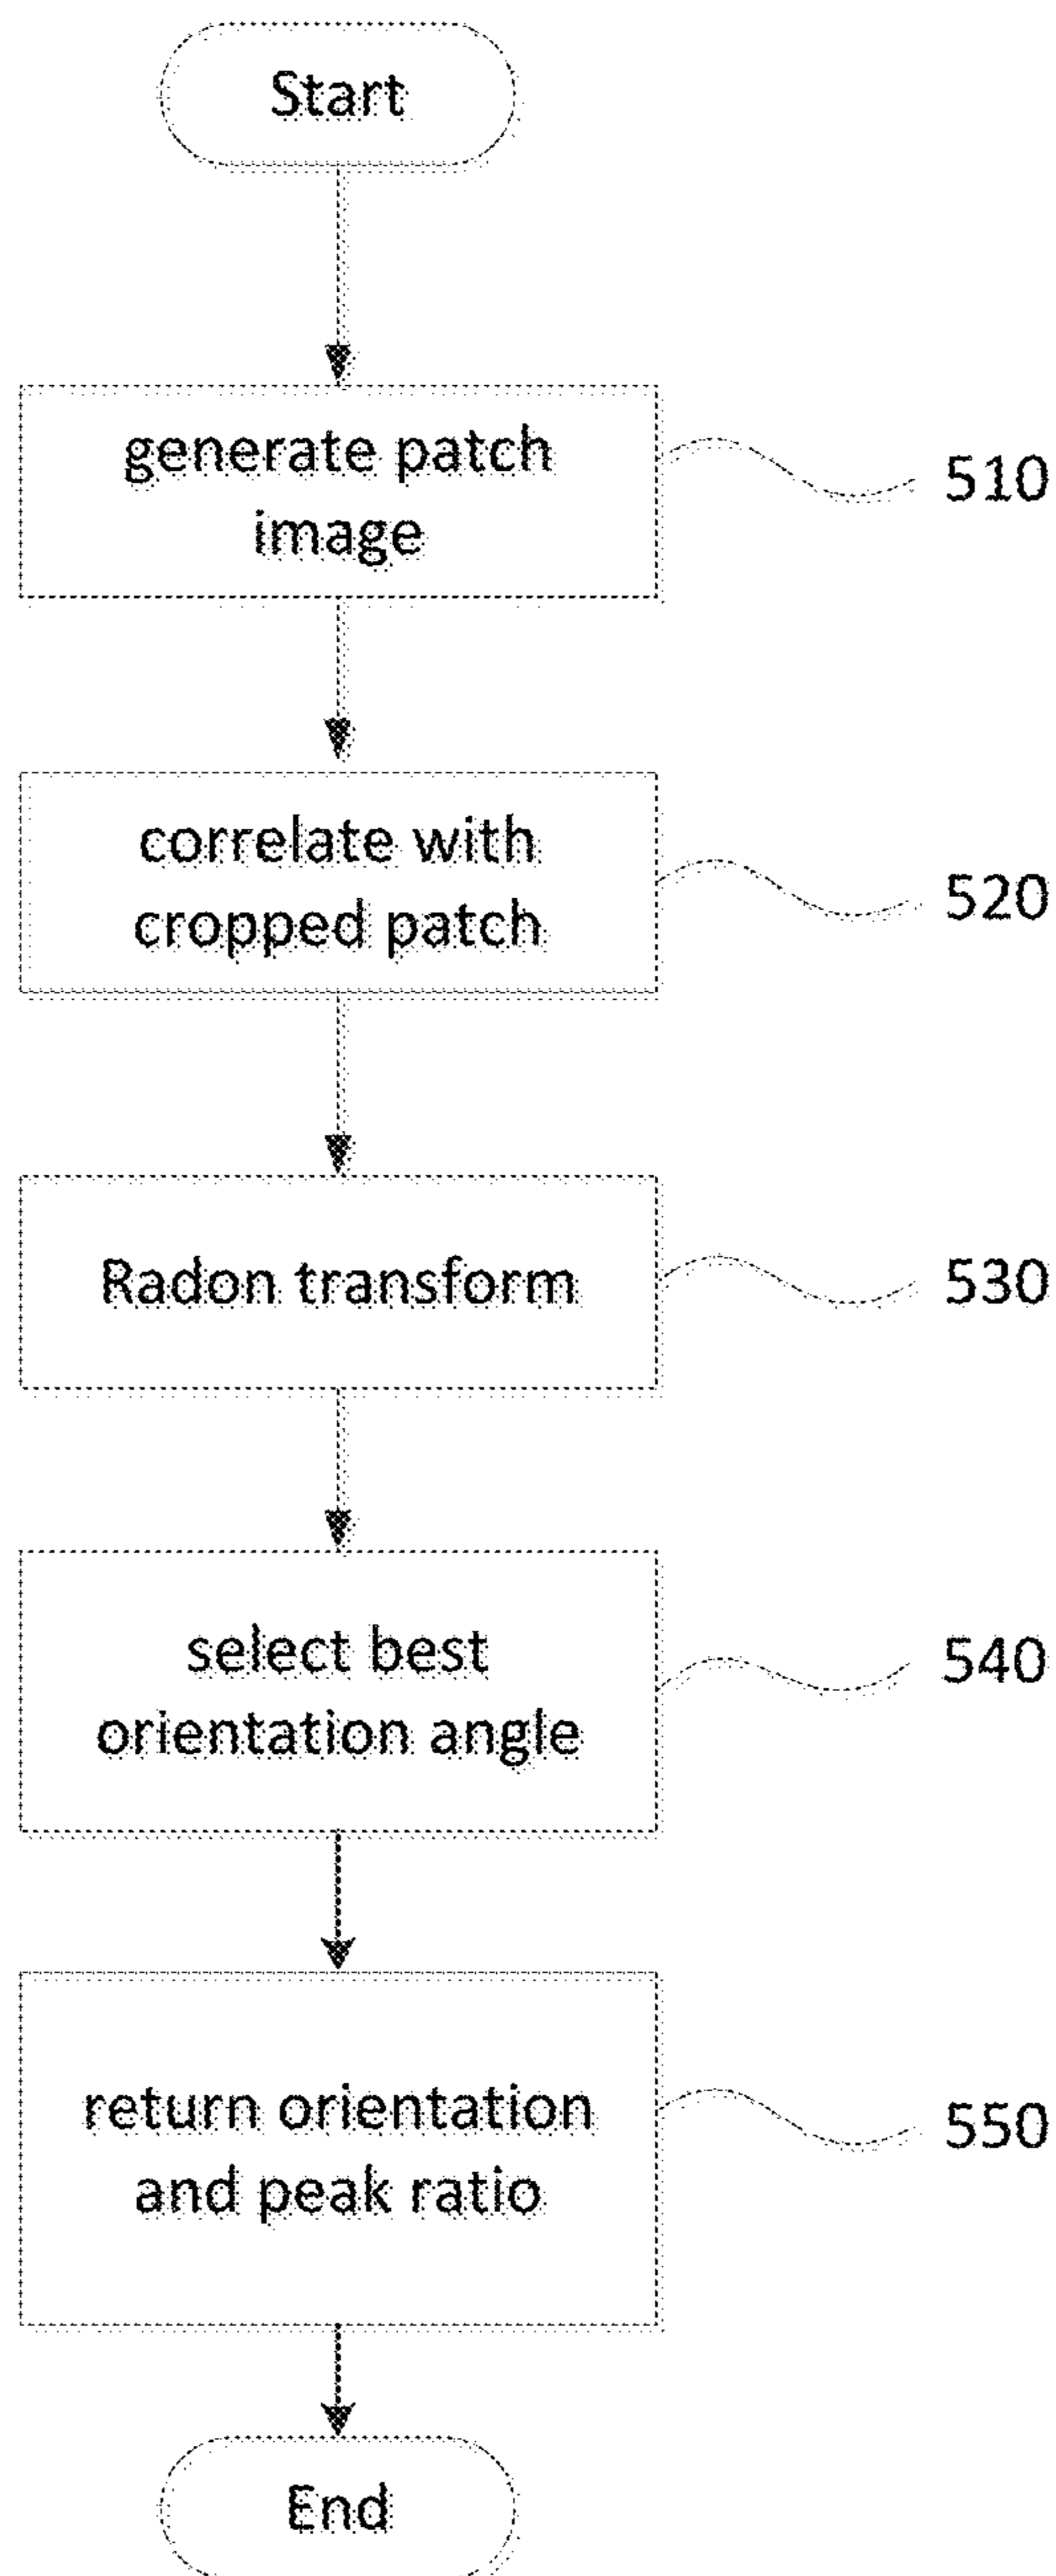 Start
generate patch
image
510
correlate with
cropped patch
520
Radon transform
530
select best
orientation angle
540
return orientation
and peak ratio
550
End